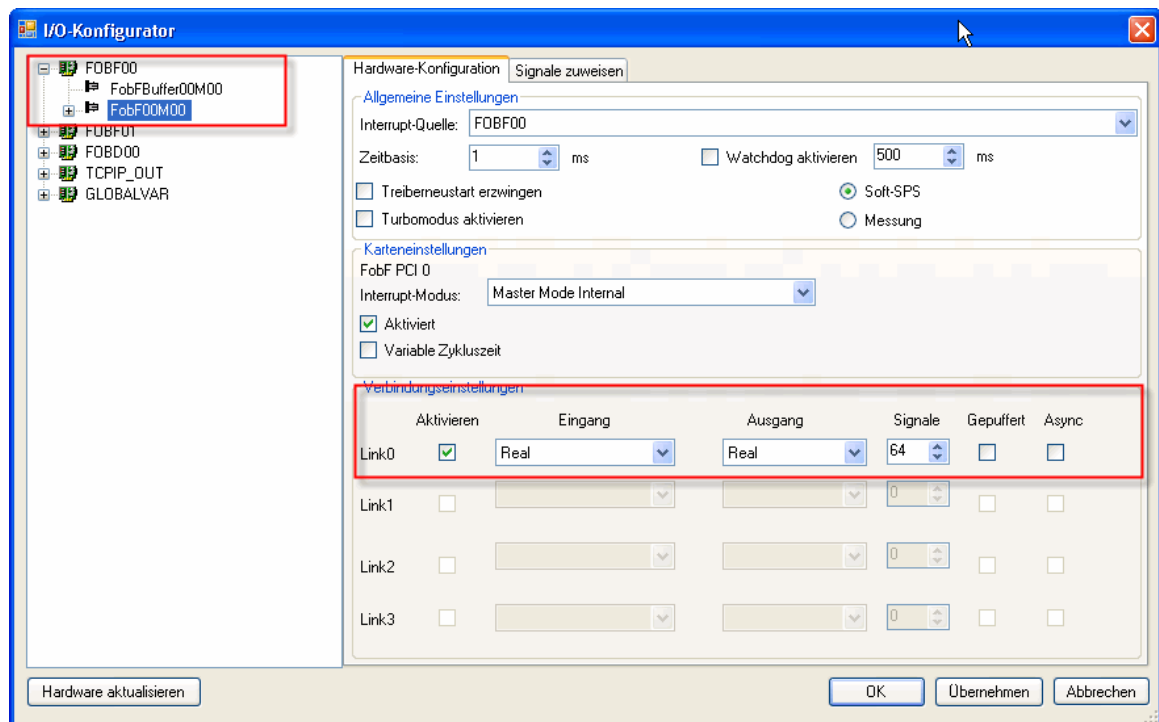 I/O-Konfigurator
FOBF00
FobFBuffer00M00
FobF00M00
FOBF01
FOBD00
TCPIP_OUT
GLOBALVAR
Hardware-Konfiguration Signale zuweisen
Allgemeine Einstellungen
Interrupt-Quelle: FOBF00
Zeitbasis: 1 ms Watchdog aktivieren 500 ms
Treiberneustart erzwingen Soft-SPS
Turbomodus aktivieren Messung
Karteneinstellungen
FobF PCI 0
Interrupt-Modus: Master Mode Internal
Aktiviert
Variable Zykluszeit
Verbindungseinstellungen
Aktivieren Eingang Ausgang Signale Gepuffert Async
Link0 Real Real 64
Link1 0
Link2 0
Link3 0
Hardware aktualisieren OK Übernehmen Abbrechen